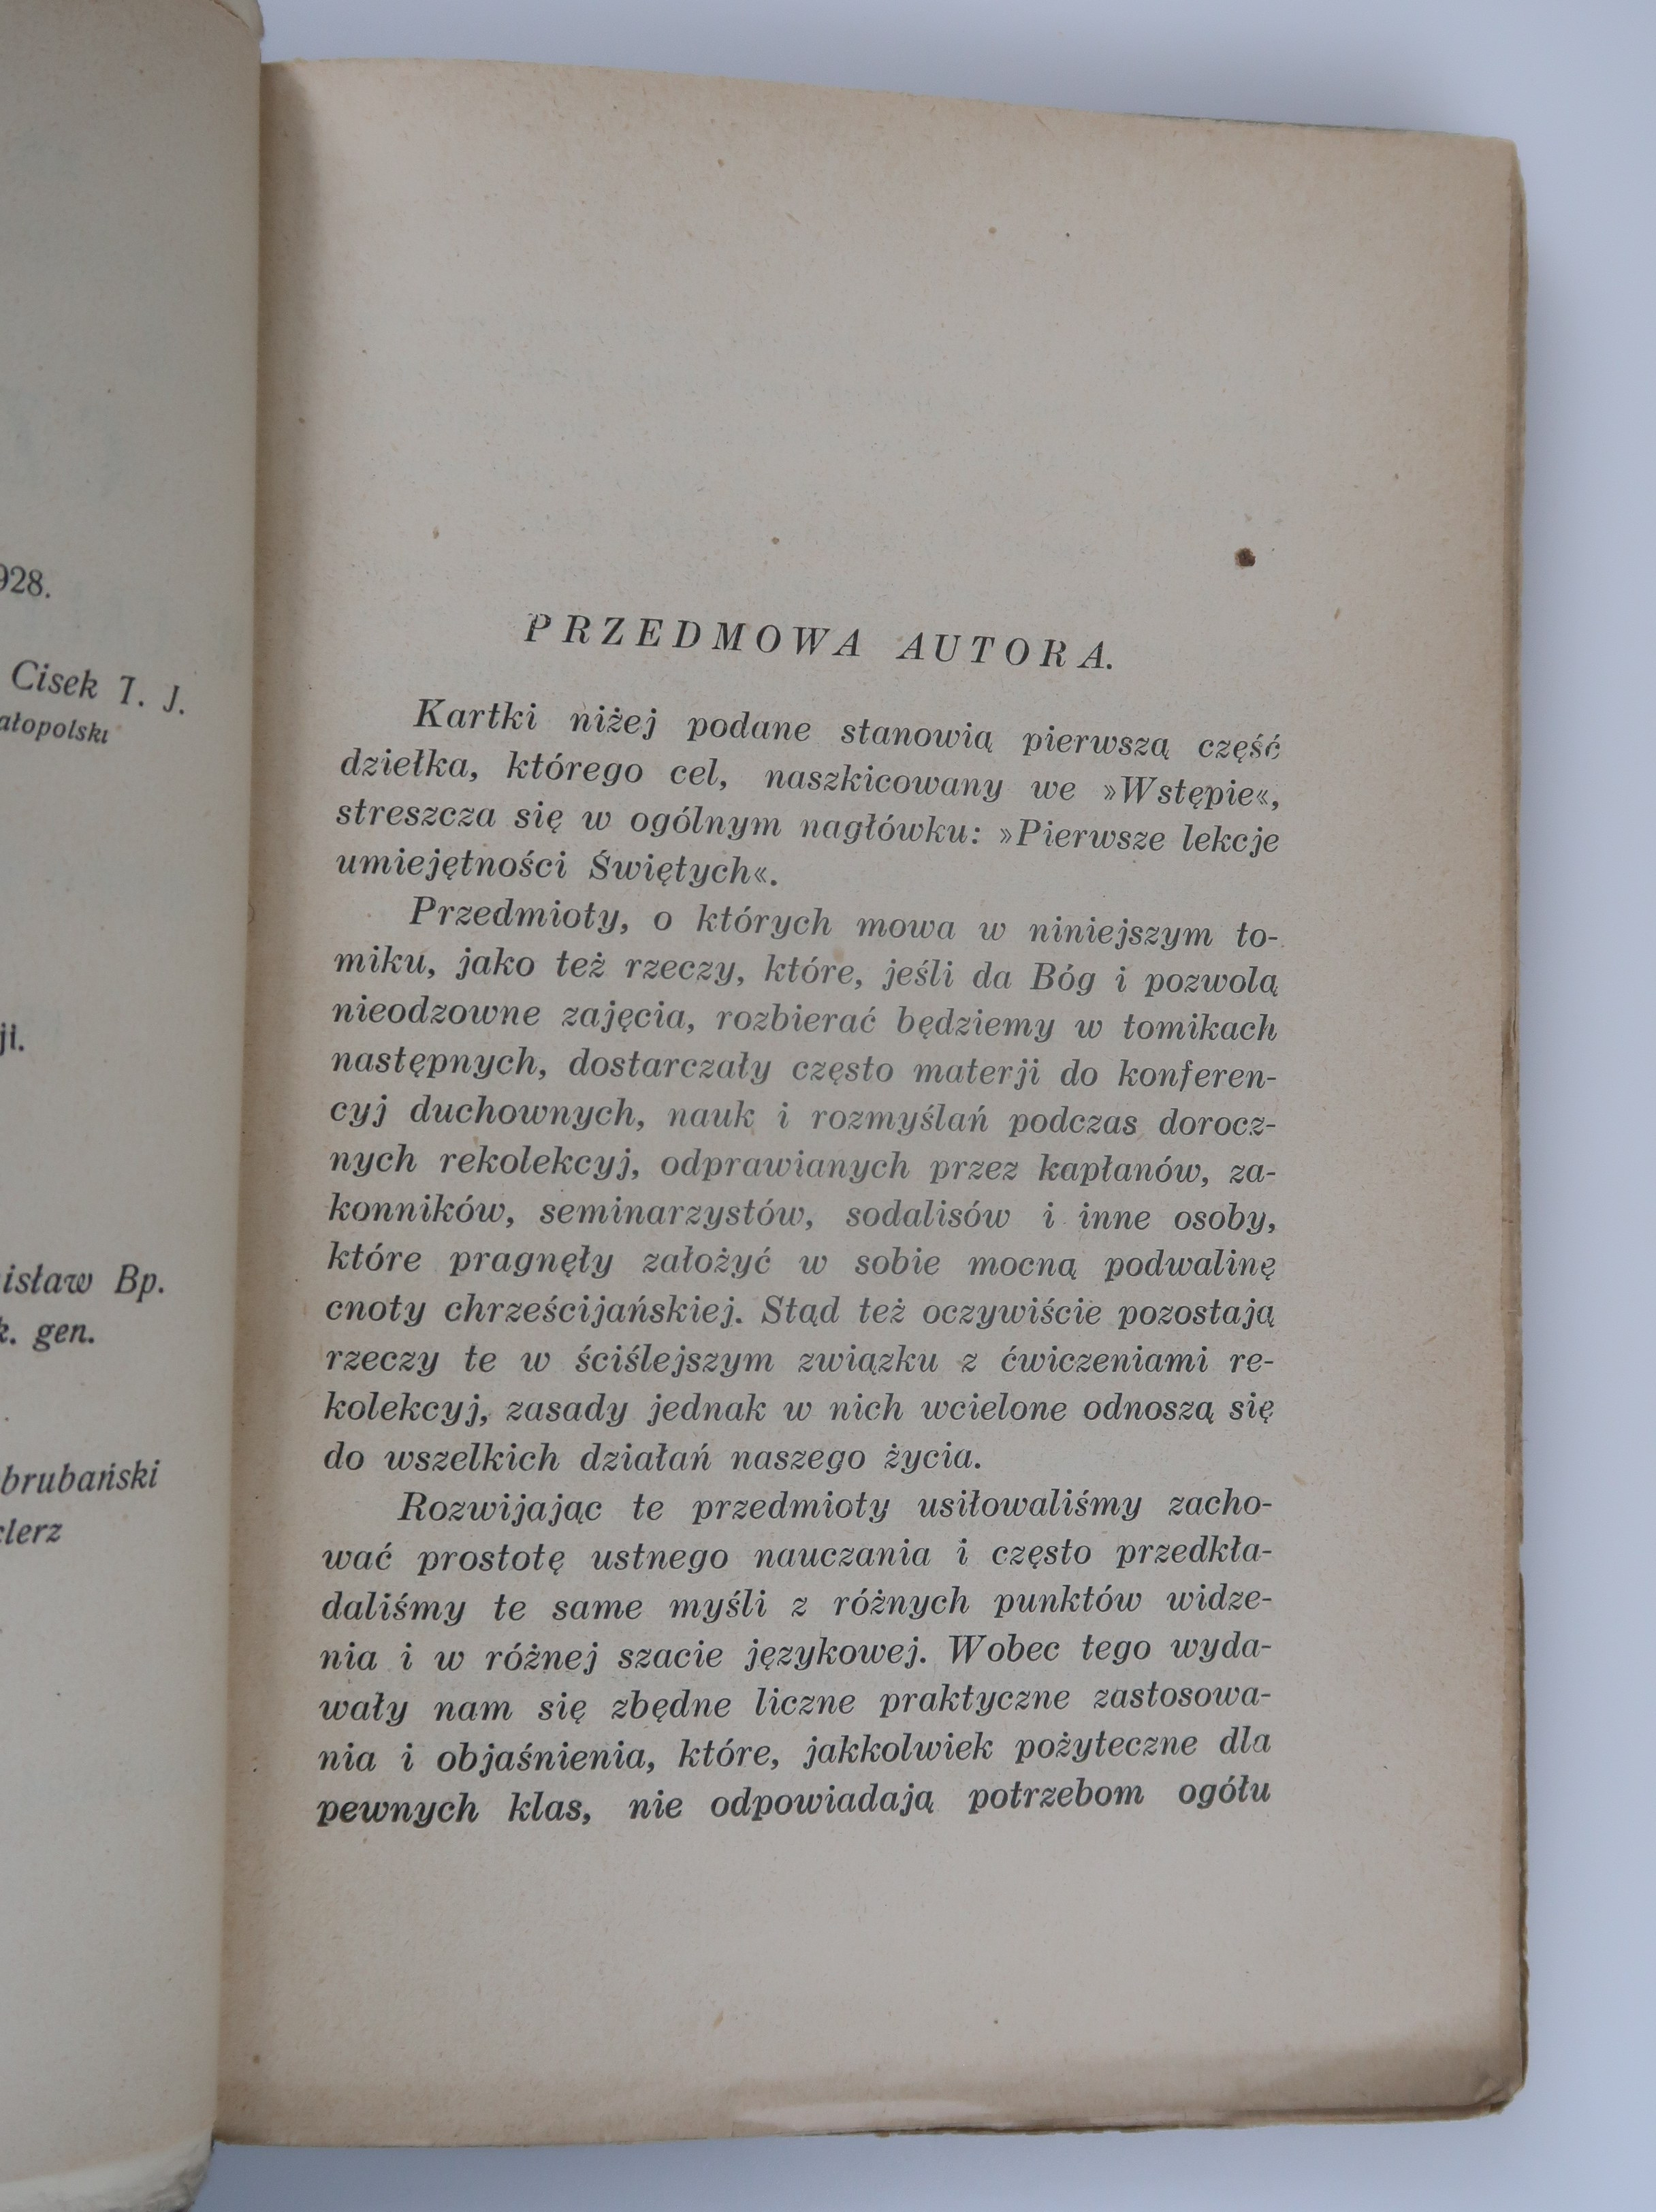 928.
Cisek T. J.
ji.
isław Bp.
k. gen.
brubański
clerz
PRZEDMOWA AUTORA.
Kartki niżej podane stanowią pierwszą część
dziełka, którego cel, naszkicowany we »Wstępie«,
streszcza się w ogólnym nagłówku: »Pierwsze lekcje
umiejętności Świętych«.
Przedmioty, o których mowa w niniejszym to-
miku, jako też rzeczy, które, jeśli da Bóg i pozwolą
nieodzowne zajęcia, rozbierać będziemy w tomikach
następnych, dostarczały często materji do konferen-
cyj duchownych, nauk i rozmyślań podczas dorocz-
nych rekolekcyj, odprawianych przez kapłanów, za-
konników, seminarzystów, sodalisów i inne osoby,
które pragnęły założyć w sobie mocną podwalinę
cnoty chrześcijańskiej. Stąd też oczywiście pozostają
rzeczy te w ściślejszym związku z ćwiczeniami re-
kolekcyj, zasady jednak w nich wcielone odnoszą się
do wszelkich działań naszego życia.
Rozwijając te przedmioty usiłowaliśmy zacho-
wać prostotę ustnego nauczania i często przedkła-
daliśmy te same myśli z różnych punktów widze-
nia i w różnej szacie językowej. Wobec tego wyda-
wały nam się zbędne liczne praktyczne zastosowa-
nia i objaśnienia, które, jakkolwiek pożyteczne dla
pewnych klas, nie odpowiadają potrzebom ogółu